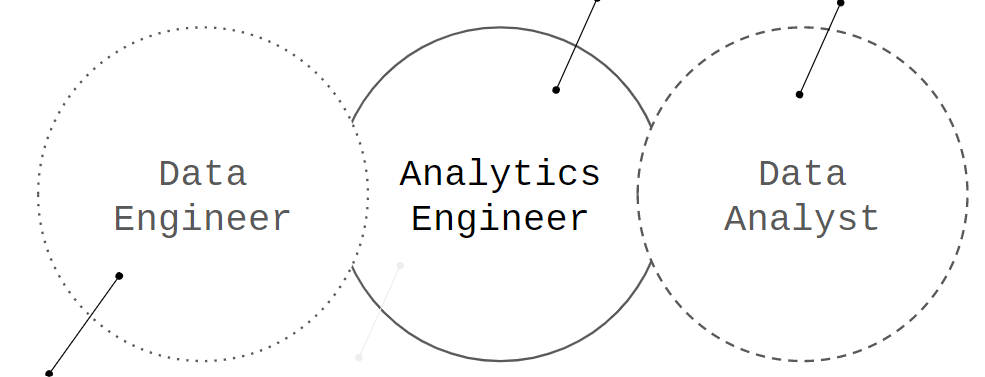 Data
Engineer
Analytics
Engineer
Data
Analyst